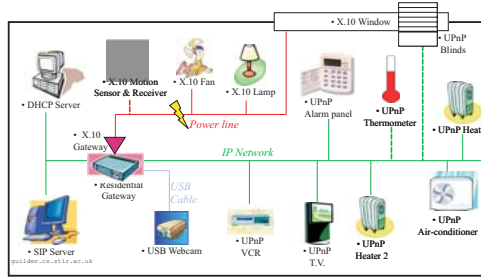 • X.10 Window
• UPnP
Blinds
• DHCP Server
• X.10 Motion
Sensor & Receiver
• X.10 Fan
• X.10 Lamp
• UPnP
Alarm panel
• UPnP
Thermometer
• UPnP
Heat
Power line
• X.10
Gateway
IP Network
• Residential
Gateway
USB
Cable
• SIP Server
guilder.cs.stir.ac.uk
• USB Webcam
• UPnP
VCR
• UPnP
T.V.
• UPnP
Heater 2
• UPnP
Air-conditioner